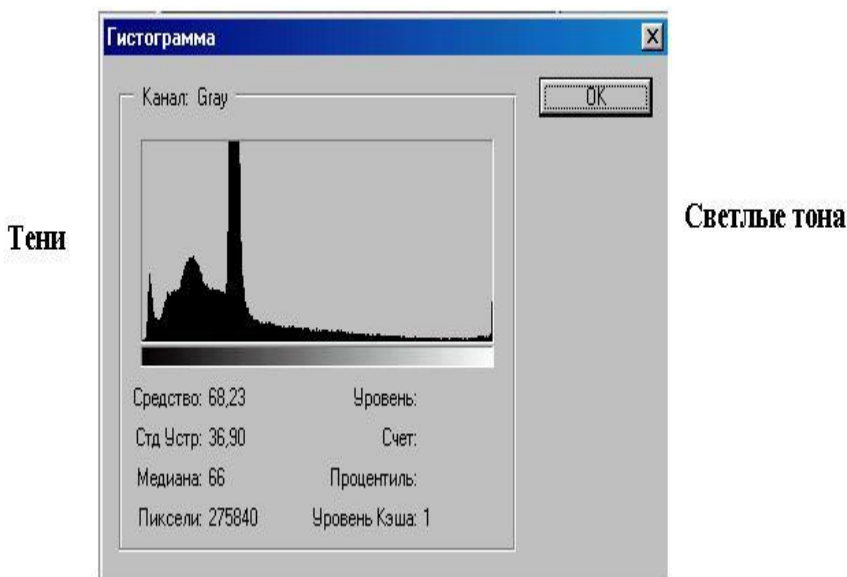 Гистограмма
Канал: Gray
OK
Тени
Светлые тона
Средство: 68,23 Уровень:
Стд Устр: 36,90 Счет:
Медиана: 66 Процентиль:
Пиксели: 275840 Уровень Кэша: 1